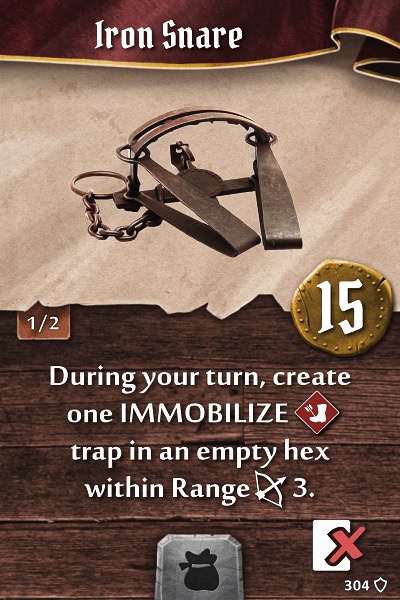 Iron Snare
15
1/2
During your turn, create
one IMMOBILIZE
trap in an empty hex
within Range 3.
304